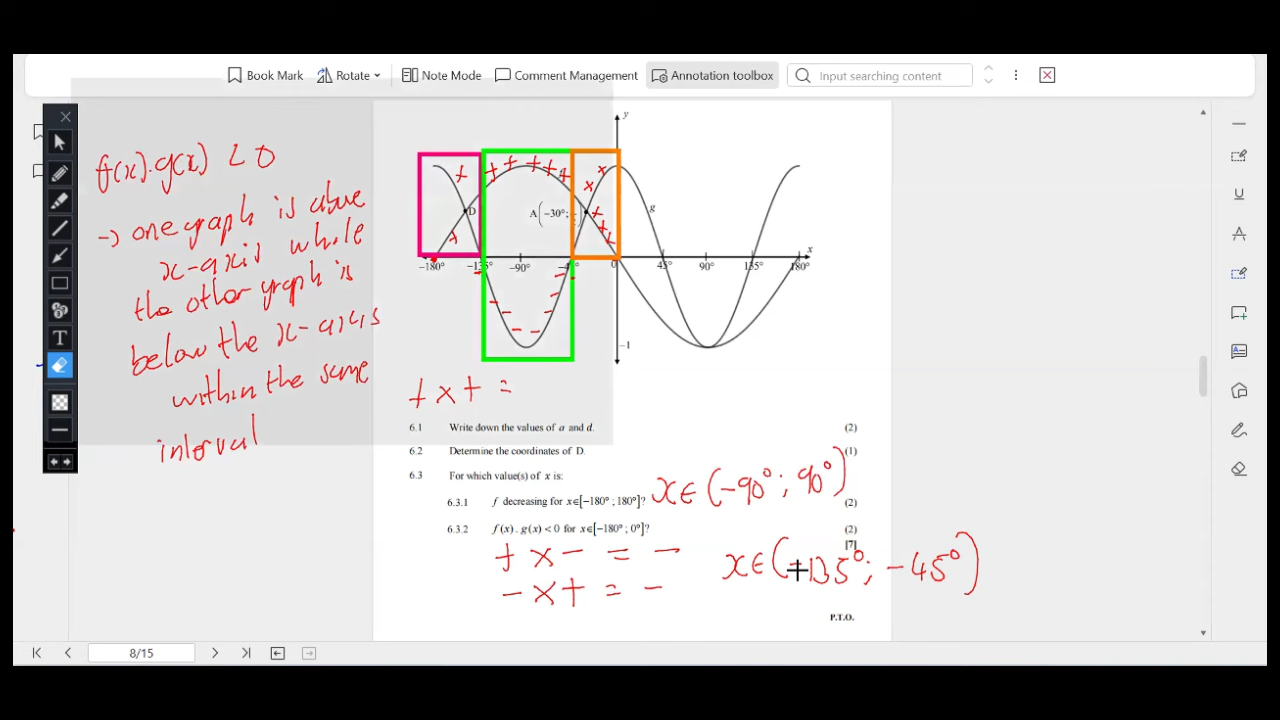 Book Mark
Rotate
Note Mode
Comment Management
Annotation toolbox
Input searching content
f(x).g(x) < 0
→ one graph is above
x-axis whole
the other graph is
below the x-axis
within the same
interval
y
x
D
A(−30°;
g
−180°
−90°
0
45°
90°
135°
180°
−1
+ x + =
6.1 Write down the values of a and d. (2)
6.2 Determine the coordinates of D. (1)
6.3 For which value(s) of x is:
6.3.1 f decreasing for x∈[−180° ; 180°]? (2)
x∈(−90°; 90°)
6.3.2 f(x) . g(x) < 0 for x∈[−180° ; 0°]? (2)
[7]
+ x − = −
− x + = −
x∈(−135°; −45°)
P.T.O.
8/15